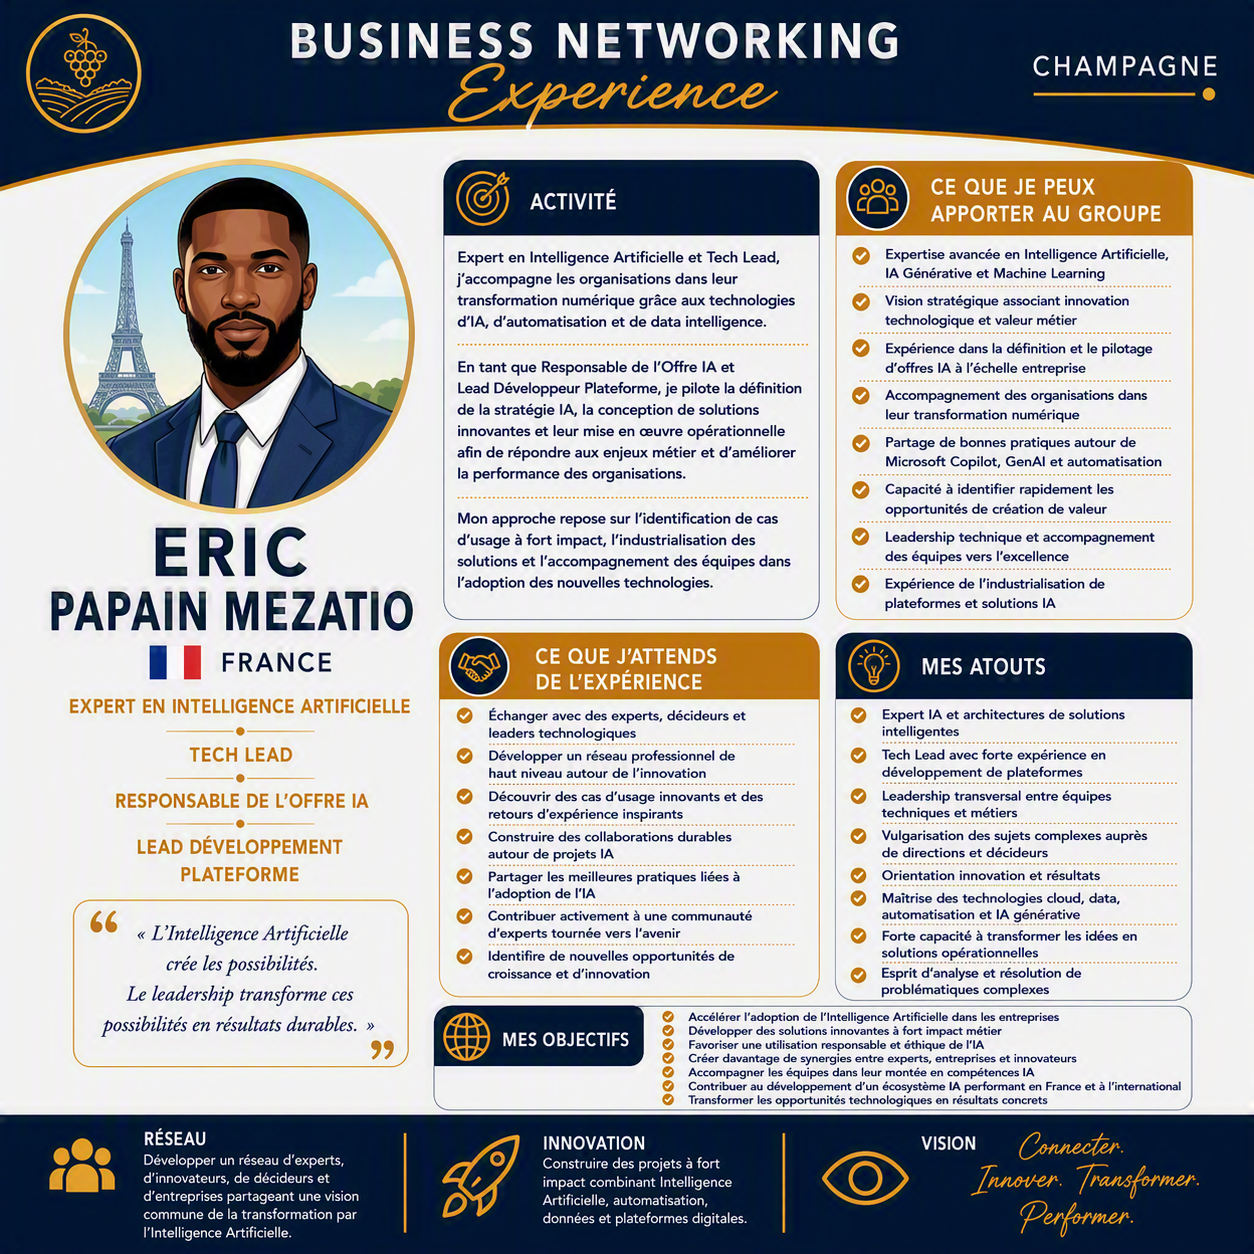 BUSINESS NETWORKING
Experience
CHAMPAGNE
ERIC
PAPAIN MEZATIO
FRANCE
EXPERT EN INTELLIGENCE ARTIFICIELLE
TECH LEAD
RESPONSABLE DE L'OFFRE IA
LEAD DÉVELOPPEMENT
PLATEFORME
“
« L'Intelligence Artificielle
crée les possibilités.
Le leadership transforme ces
possibilités en résultats durables. »
”
ACTIVITÉ
Expert en Intelligence Artificielle et Tech Lead,
j'accompagne les organisations dans leur
transformation numérique grâce aux technologies
d'IA, d'automatisation et de data intelligence.
En tant que Responsable de l'Offre IA et
Lead Développeur Plateforme, je pilote la définition
de la stratégie IA, la conception de solutions
innovantes et leur mise en œuvre opérationnelle
afin de répondre aux enjeux métier et d'améliorer
la performance des organisations.
Mon approche repose sur l'identification de cas
d'usage à fort impact, l'industrialisation des
solutions et l'accompagnement des équipes dans
l'adoption des nouvelles technologies.
CE QUE JE PEUX
APPORTER AU GROUPE
Expertise avancée en Intelligence Artificielle,
IA Générative et Machine Learning
Vision stratégique associant innovation
technologique et valeur métier
Expérience dans la définition et le pilotage
d'offres IA à l'échelle entreprise
Accompagnement des organisations dans
leur transformation numérique
Partage de bonnes pratiques autour de
Microsoft Copilot, GenAI et automatisation
Capacité à identifier rapidement les
opportunités de création de valeur
Leadership technique et accompagnement
des équipes vers l'excellence
Expérience de l'industrialisation de
plateformes et solutions IA
CE QUE J'ATTENDS
DE L'EXPÉRIENCE
Échanger avec des experts, décideurs et
leaders technologiques
Développer un réseau professionnel de
haut niveau autour de l'innovation
Découvrir des cas d'usage innovants et des
retours d'expérience inspirants
Construire des collaborations durables
autour de projets IA
Partager les meilleures pratiques liées à
l'adoption de l'IA
Contribuer activement à une communauté
d'experts tournée vers l'avenir
Identifire de nouvelles opportunités de
croissance et d'innovation
MES ATOUTS
Expert IA et architectures de solutions
intelligentes
Tech Lead avec forte expérience en
développement de plateformes
Leadership transversal entre équipes
techniques et métiers
Vulgarisation des sujets complexes auprès
de directions et décideurs
Orientation innovation et résultats
Maîtrise des technologies cloud, data,
automatisation et IA générative
Forte capacité à transformer les idées en
solutions opérationnelles
Esprit d'analyse et résolution de
problématiques complexes
MES OBJECTIFS
Accélérer l'adoption de l'Intelligence Artificielle dans les entreprises
Développer des solutions innovantes à fort impact métier
Favoriser une utilisation responsable et éthique de l'IA
Créer davantage de synergies entre experts, entreprises et innovateurs
Accompagner les équipes dans leur montée en compétences IA
Contribuer au développement d'un écosystème IA performant en France et à l'international
Transformer les opportunités technologiques en résultats concrets
RÉSEAU
Développer un réseau d'experts,
d'innovateurs, de décideurs et
d'entreprises partageant une vision
commune de la transformation par
l'Intelligence Artificielle.
INNOVATION
Construire des projets à fort
impact combinant Intelligence
Artificielle, automatisation,
données et plateformes digitales.
VISION
Connecter.
Innover. Transformer.
Performer.